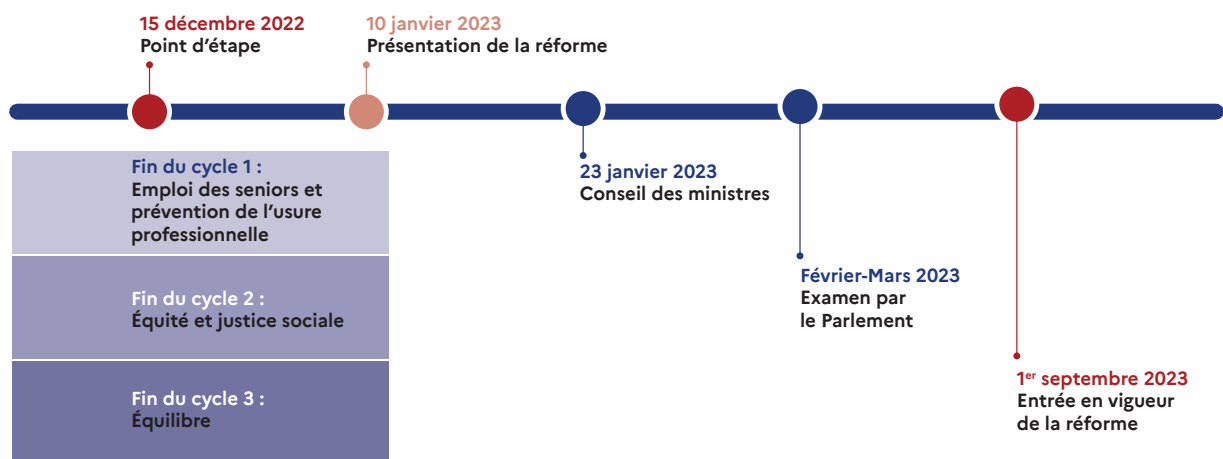 15 décembre 2022
Point d’étape
10 janvier 2023
Présentation de la réforme
Fin du cycle 1 :
Emploi des seniors et
prévention de l’usure
professionnelle
Fin du cycle 2 :
Équité et justice sociale
Fin du cycle 3 :
Équilibre
23 janvier 2023
Conseil des ministres
Février-Mars 2023
Examen par
le Parlement
1er septembre 2023
Entrée en vigueur
de la réforme